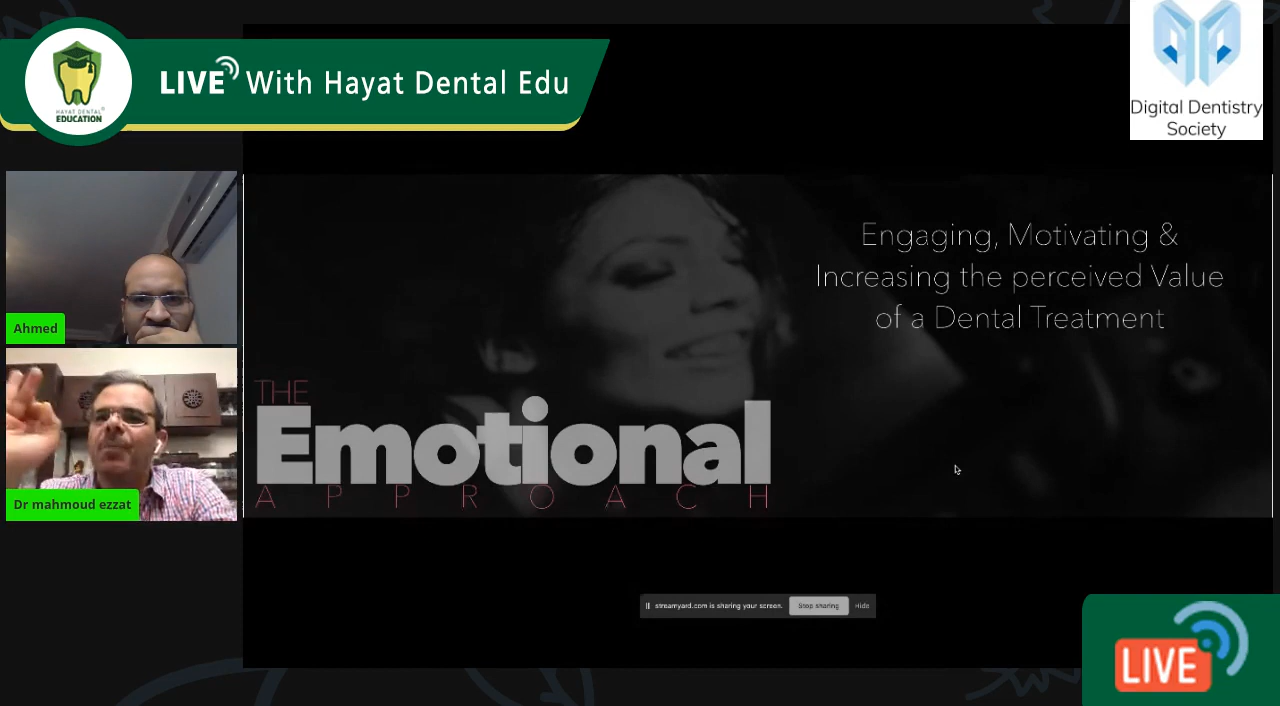 HAYAT DENTAL®
EDUCATION
LIVE With Hayat Dental Edu
Digital Dentistry
Society
Engaging, Motivating &
Increasing the perceived Value
of a Dental Treatment
Ahmed
THE
Emotional
APPROACH
Dr mahmoud ezzat
streamyard.com is sharing your screen. Stop sharing Hide
LIVE